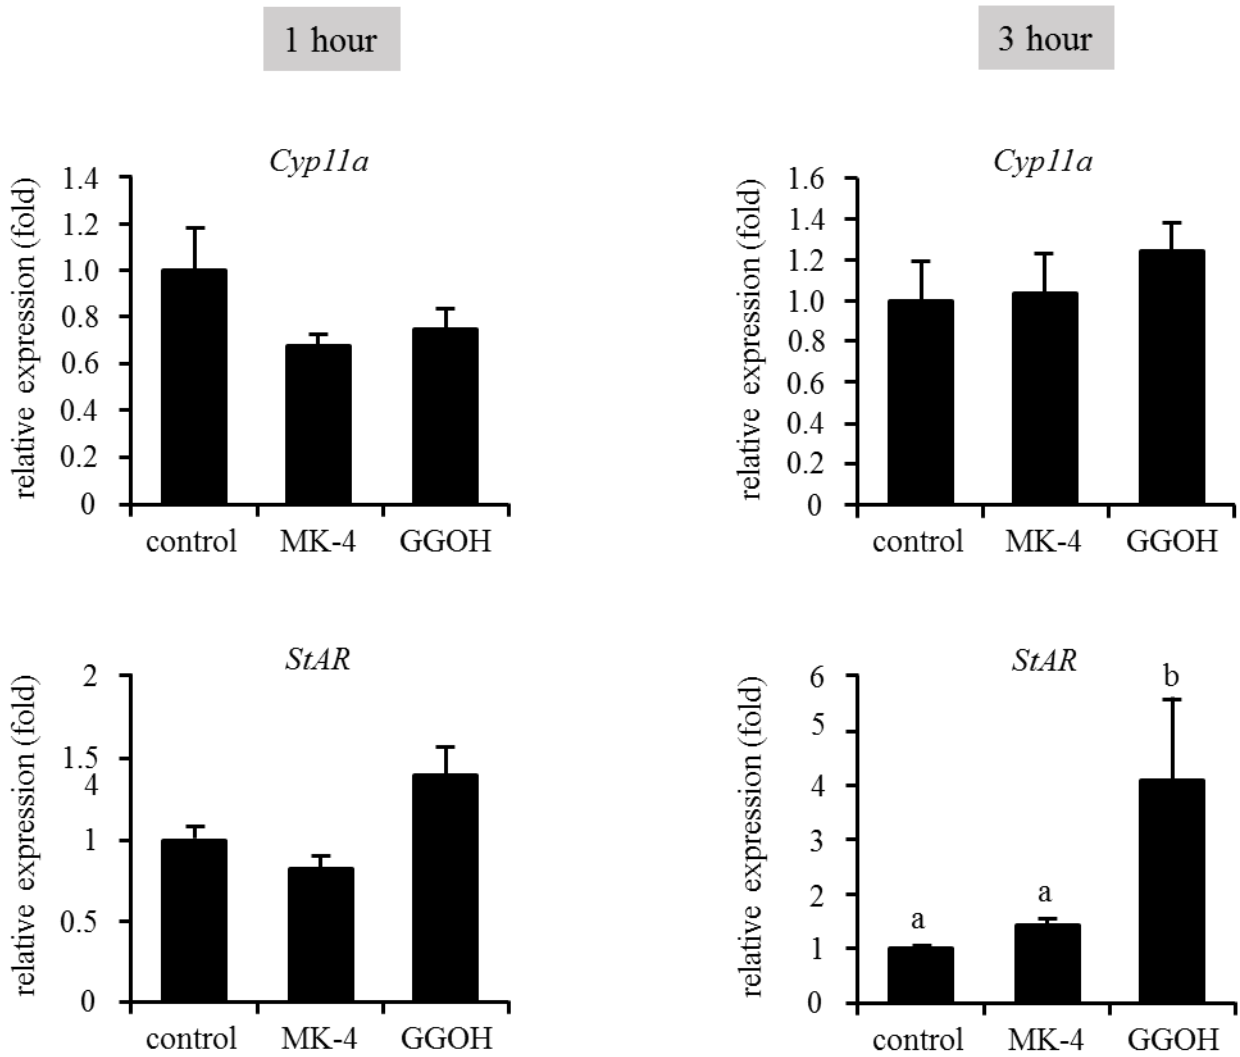 1 hour
3 hour
Cyp11a
relative expression (fold)
1.4
1.2
1.0
0.8
0.6
0.4
0.2
0
control MK-4 GGOH
Cyp11a
relative expression (fold)
1.6
1.4
1.2
1.0
0.8
0.6
0.4
0.2
0
control MK-4 GGOH
StAR
relative expression (fold)
2
1.5
4
1
0.5
0
control MK-4 GGOH
StAR
relative expression (fold)
6
5
4
3
2
1
0
a
a
b
control MK-4 GGOH